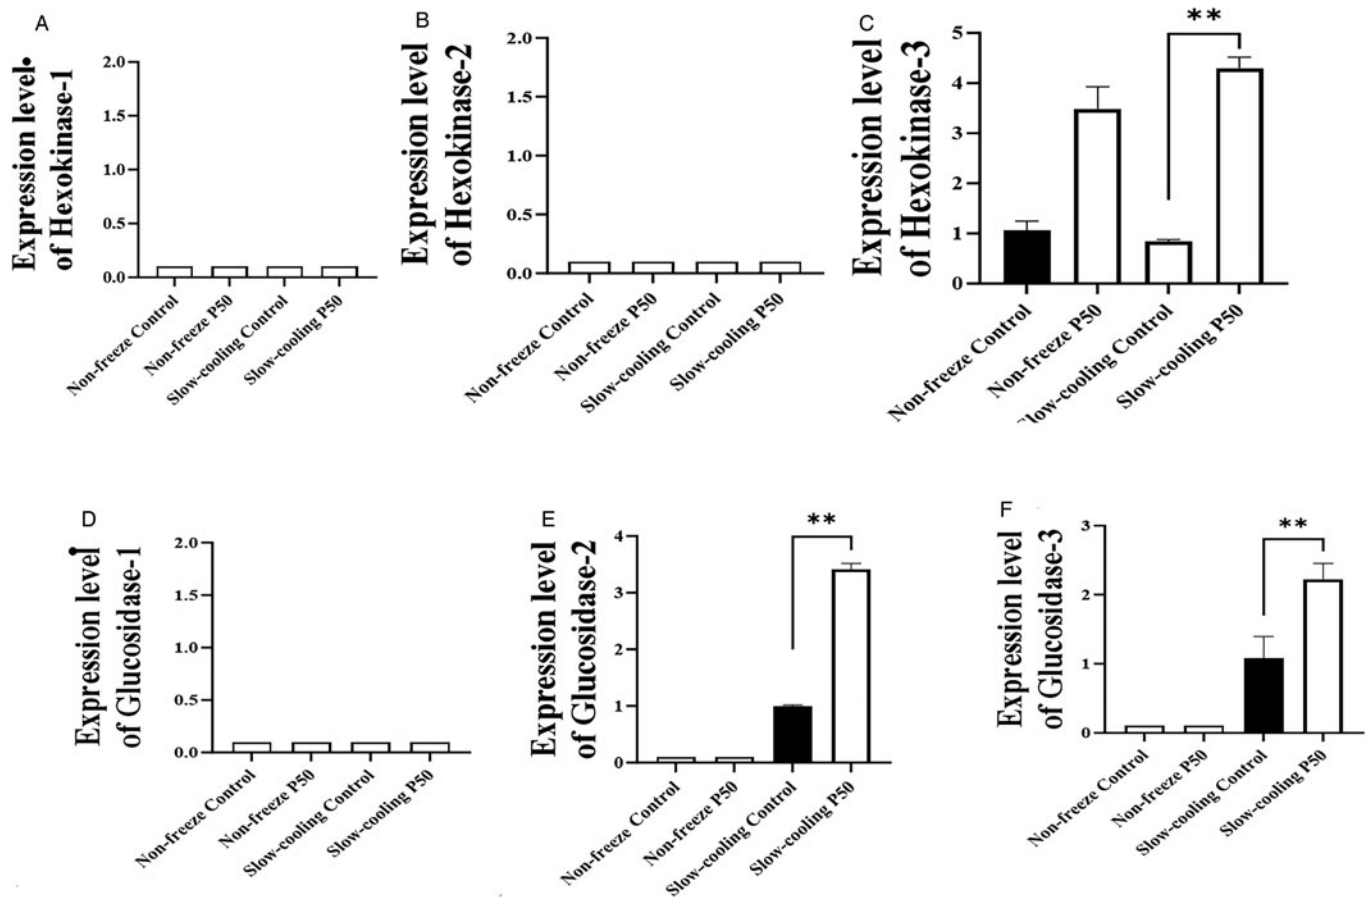 A
Expression level
of Hexokinase-1
2.0
1.5
1.0
0.5
0.0
Non-freeze Control
Non-freeze P50
Slow-cooling Control
Slow-cooling P50
B
Expression level
of Hexokinase-2
2.0
1.5
1.0
0.5
0.0
Non-freeze Control
Non-freeze P50
Slow-cooling Control
Slow-cooling P50
C
Expression level
of Hexokinase-3
**
5
4
3
2
1
0
Non-freeze Control
Non-freeze P50
Slow-cooling Control
Slow-cooling P50
D
Expression level
of Glucosidase-1
2.0
1.5
1.0
0.5
0.0
Non-freeze Control
Non-freeze P50
Slow-cooling Control
Slow-cooling P50
E
Expression level
of Glucosidase-2
**
4
3
2
1
0
Non-freeze Control
Non-freeze P50
Slow-cooling Control
Slow-cooling P50
F
Expression level
of Glucosidase-3
**
3
2
1
0
Non-freeze Control
Non-freeze P50
Slow-cooling Control
Slow-cooling P50